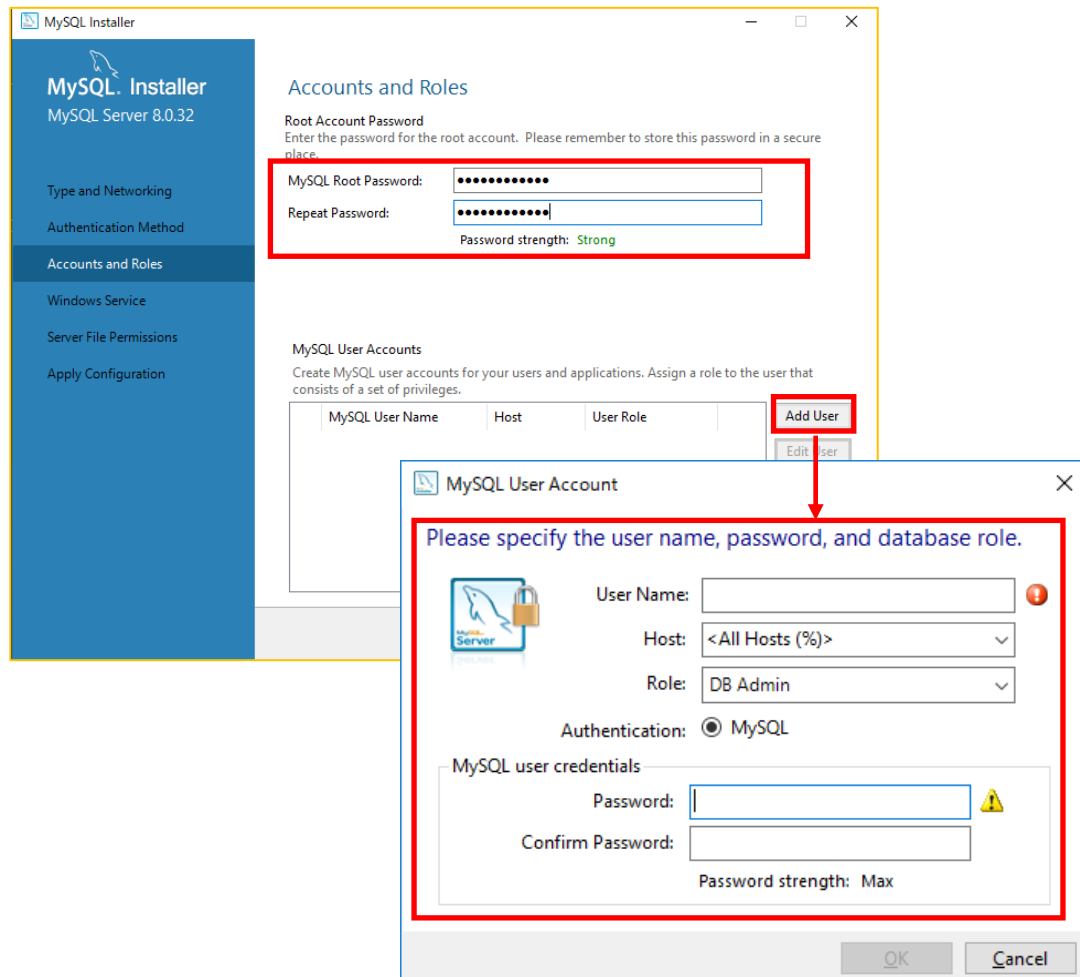 MySQL Installer
MySQL. Installer
MySQL Server 8.0.32
Type and Networking
Authentication Method
Accounts and Roles
Windows Service
Server File Permissions
Apply Configuration
Accounts and Roles
Root Account Password
Enter the password for the root account. Please remember to store this password in a secure
place.
MySQL Root Password: ●●●●●●●●●●●●
Repeat Password: ●●●●●●●●●●●●
Password strength: Strong
MySQL User Accounts
Create MySQL user accounts for your users and applications. Assign a role to the user that
consists of a set of privileges.
MySQL User Name Host User Role
Add User
Edit User
MySQL User Account
Please specify the user name, password, and database role.
MySQL
Server
User Name:
Host: <All Hosts (%)>
Role: DB Admin
Authentication: MySQL
MySQL user credentials
Password:
Confirm Password:
Password strength: Max
OK Cancel